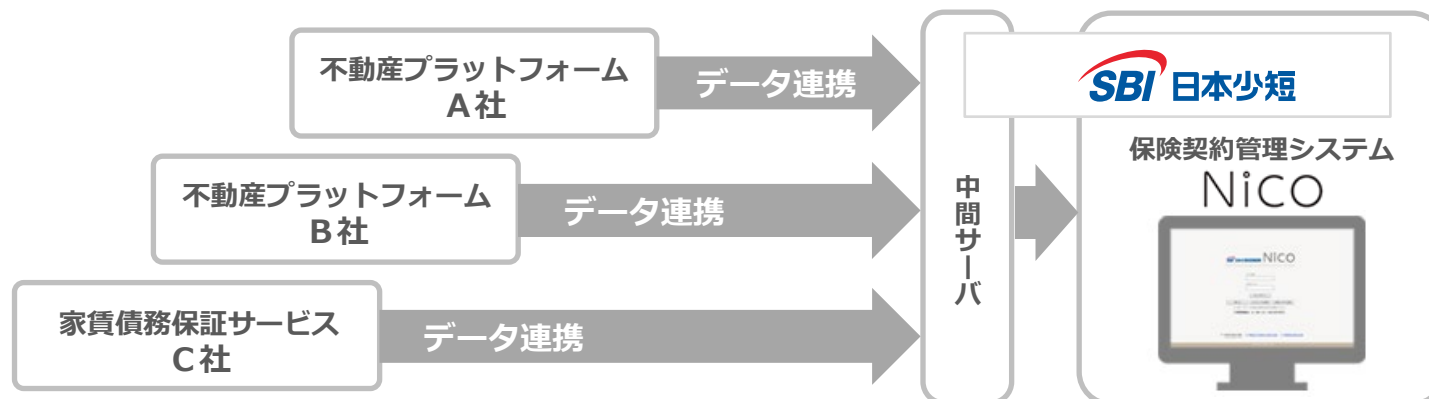 不動産プラットフォーム
A社
データ連携
不動産プラットフォーム
B社
データ連携
家賃債務保証サービス
C社
データ連携
中間サーバ
SBI 日本少短
保険契約管理システム
NiCO
NiCO